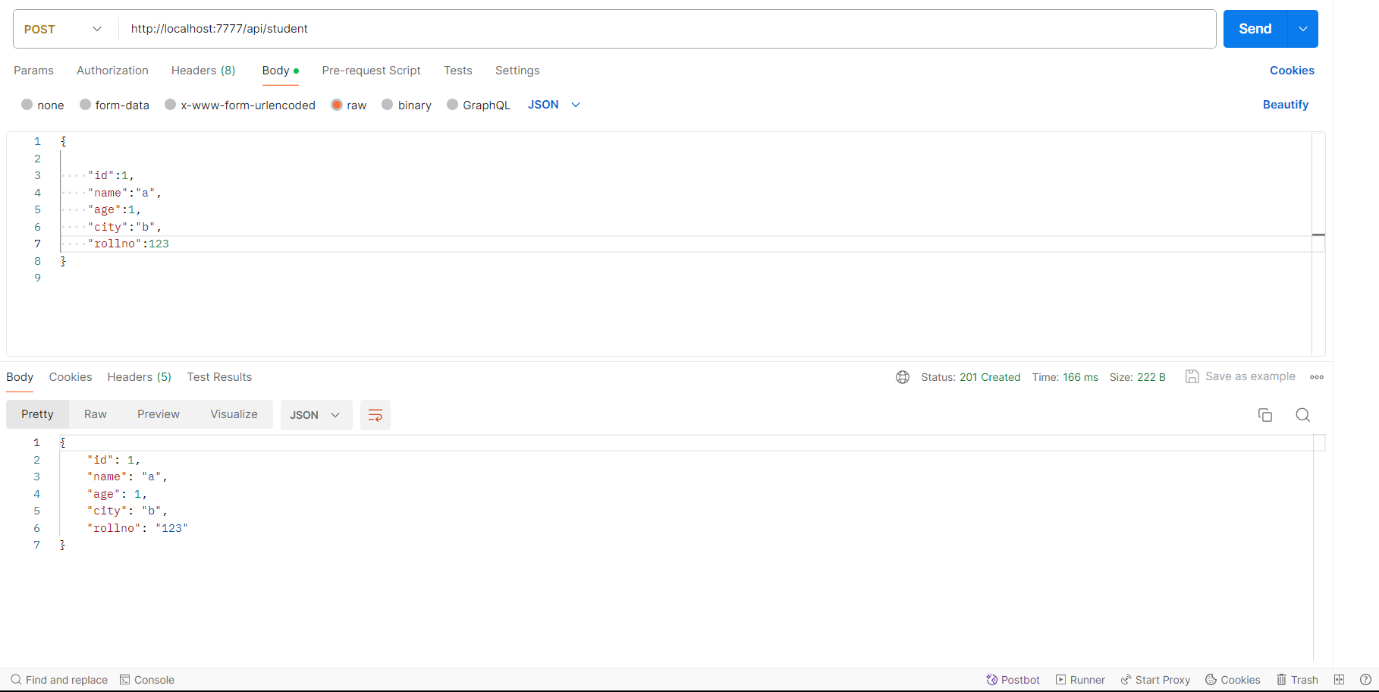 POST http://localhost:7777/api/student Send
Params Authorization Headers (8) Body Pre-request Script Tests Settings Cookies
none form-data x-www-form-urlencoded raw binary GraphQL JSON Beautify
1 {
2
3 "id":1,
4 "name":"a",
5 "age":1,
6 "city":"b",
7 "rollno":123
8 }
9
Body Cookies Headers (5) Test Results Status: 201 Created Time: 166 ms Size: 222 B Save as example
Pretty Raw Preview Visualize JSON
1 {
2 "id": 1,
3 "name": "a",
4 "age": 1,
5 "city": "b",
6 "rollno": "123"
7 }
Find and replace Console Postbot Runner Start Proxy Cookies Trash